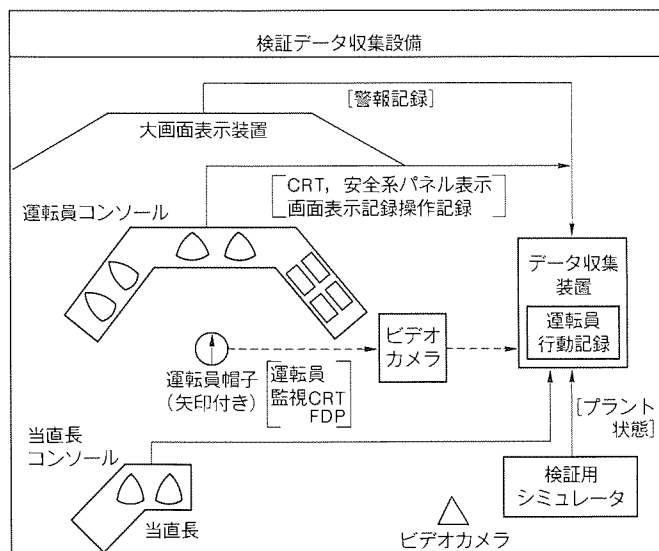 検証データ収集設備
[警報記録]
大画面表示装置
CRT，安全系パネル表示
画面表示記録操作記録
運転員コンソール
データ収集
装置
運転員
行動記録
ビデオ
カメラ
運転員帽子
(矢印付き)
運転員
監視CRT
FDP
[プラント
状態]
当直長
コンソール
検証用
シミュレータ
当直長
ビデオカメラ